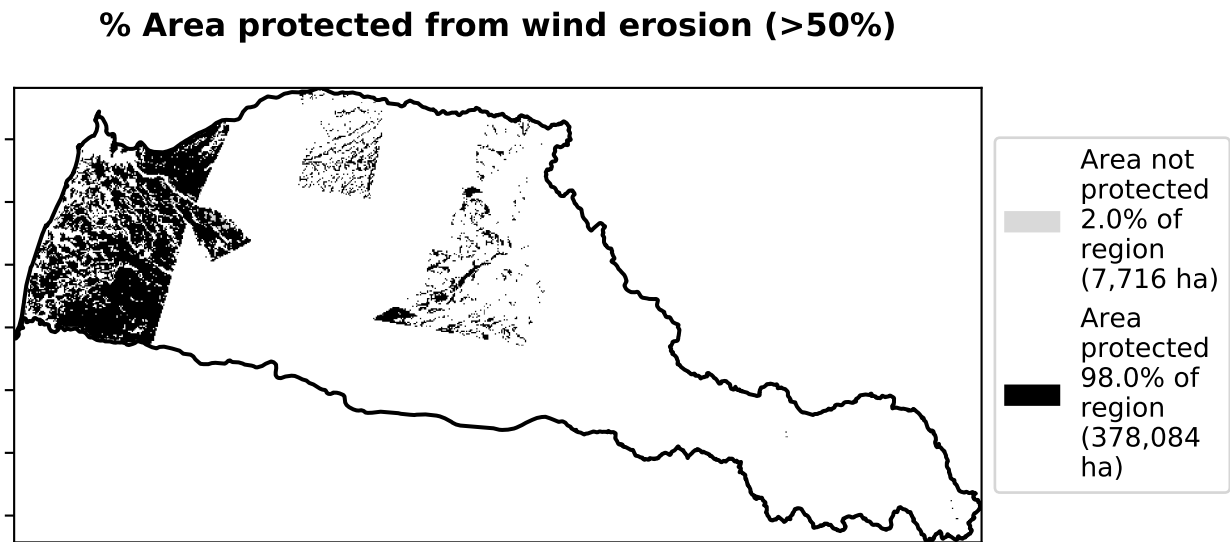 % Area protected from wind erosion (>50%)
Area not
protected
2.0% of
region
(7,716 ha)
Area
protected
98.0% of
region
(378,084
ha)